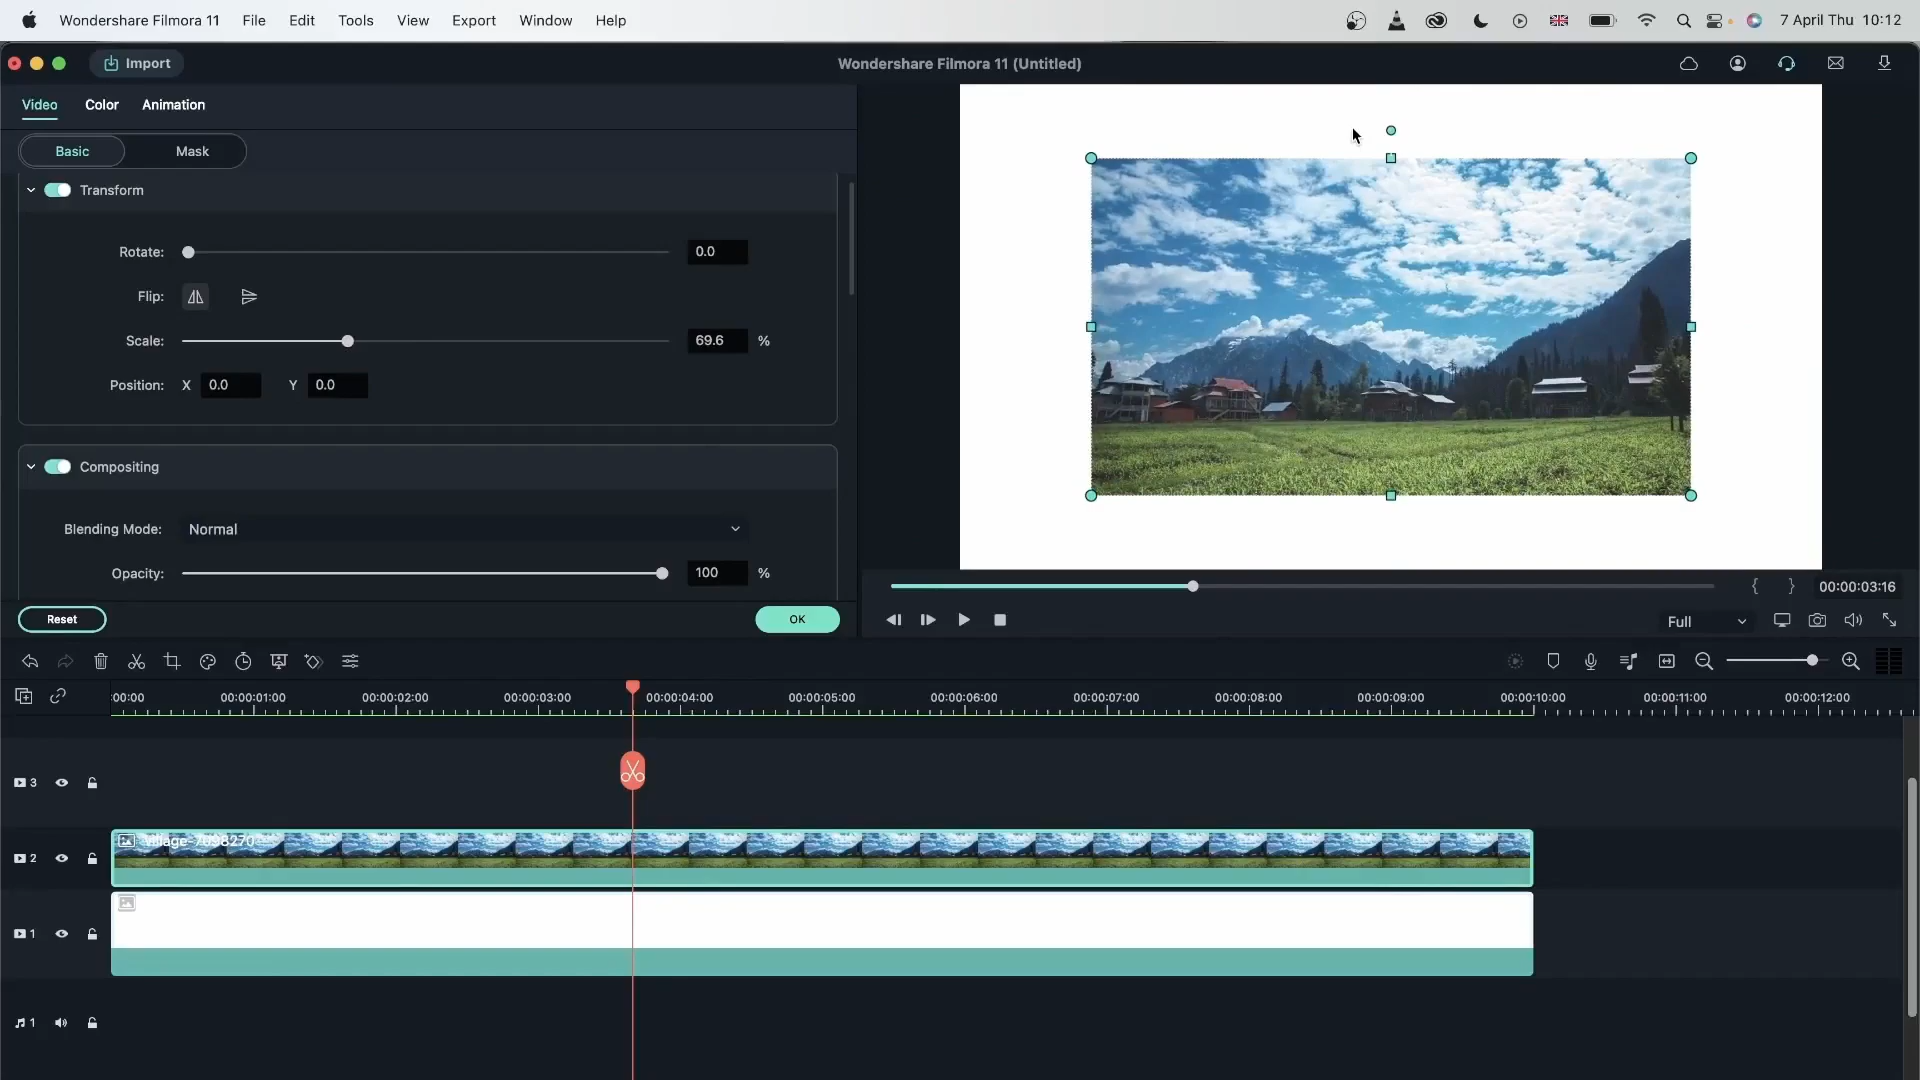 Wondershare Filmora 11 File Edit Tools View Export Window Help 7 April Thu 10:12
Import Wondershare Filmora 11 (Untitled)
Video Color Animation
Basic Mask
Transform
Rotate: 0.0
Flip:
Scale: 69.6 %
Position: X 0.0 Y 0.0
Compositing
Blending Mode: Normal
Opacity: 100 %
Reset OK
{ } 00:00:03:16
Full
:00:00 00:00:01:00 00:00:02:00 00:00:03:00 00:00:04:00 00:00:05:00 00:00:06:00 00:00:07:00 00:00:08:00 00:00:09:00 00:00:10:00 00:00:11:00 00:00:12:00
3
village-7098270
2
1
1